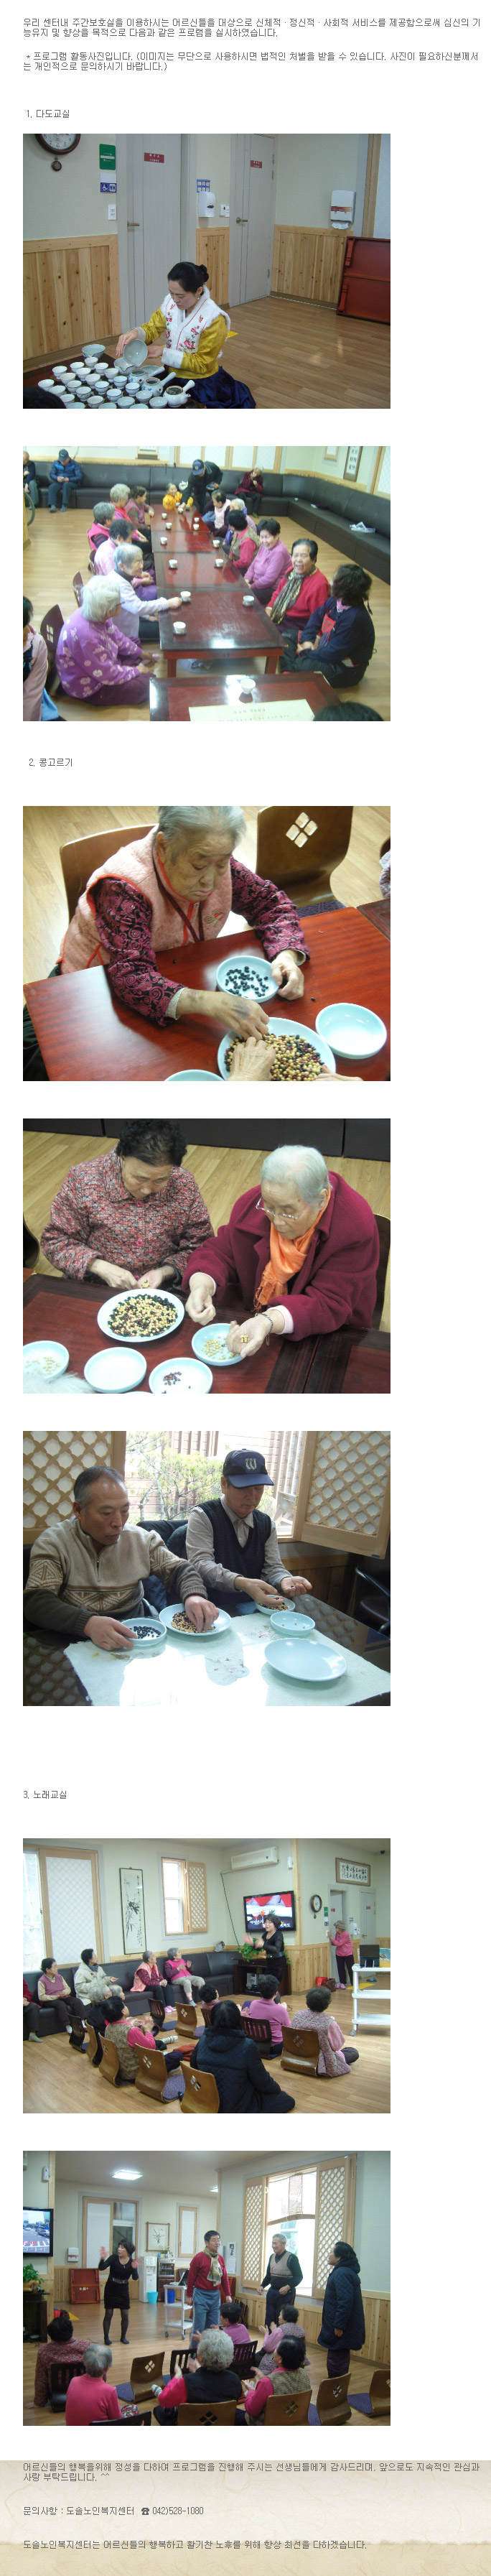 우리 센터내 주간보호실을 이용하시는 어르신들을 대상으로 신체적 · 정신적 · 사회적 서비스를 제공함으로써 심신의 기
능유지 및 향상을 목적으로 다음과 같은 프로램을 실시하였습니다.
* 프로그램 활동사진입니다. (이미지는 무단으로 사용하시면 법적인 처벌을 받을 수 있습니다. 사진이 필요하신분께서
는 개인적으로 문의하시기 바랍니다.)
1. 다도교실
2. 콩고르기
3. 노래교실
어르신들의 행복을위해 정성을 다하여 프로그램을 진행해 주시는 선생님들에게 감사드리며, 앞으로도 지속적인 관심과
사랑 부탁드립니다. ^^
문의사항 : 도솔노인복지센터 ☎ 042)528-1080
도솔노인복지센터는 어르신들의 행복하고 활기찬 노후를 위해 항상 최선을 다하겠습니다.